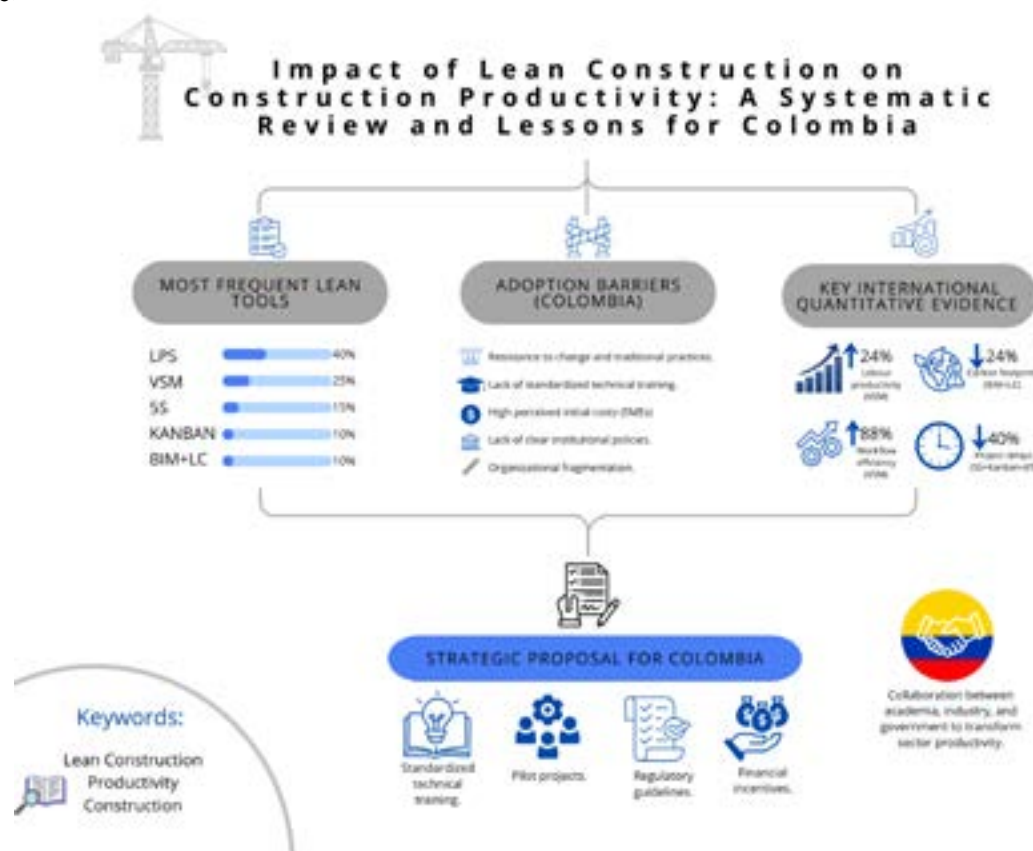 Impact of Lean Construction on
Construction Productivity: A Systematic
Review and Lessons for Colombia
MOST FREQUENT LEAN
TOOLS
LPS 40%
VSM 25%
5S 15%
KANBAN 10%
BIM+LC 10%
ADOPTION BARRIERS
(COLOMBIA)
Resistance to change and traditional practices.
Lack of standardized technical training.
High perceived initial costs (SMEs)
Lack of clear institutional policies.
Organizational fragmentation.
KEY INTERNATIONAL
QUANTITATIVE EVIDENCE
24%
Labour
productivity
(VSM)
24%
Carbon footprint
(BIM+LC)
88%
Workflow
efficiency
(VSM)
40%
Project
STRATEGIC PROPOSAL FOR COLOMBIA
Standardized
technical
training.
Pilot projects.
Regulatory
guidelines.
Financial
incentives.
Collaboration between
academia, industry, and
government to transform
sector productivity.
Keywords:
Lean Construction
Productivity
Construction